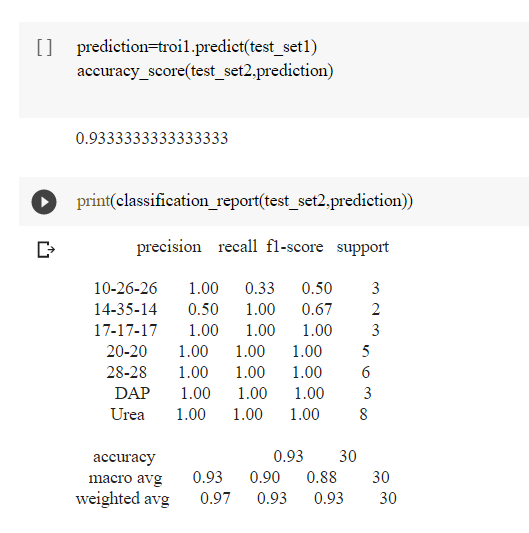 [ ] prediction=troi1.predict(test_set1)
accuracy_score(test_set2,prediction)
0.9333333333333333
print(classification_report(test_set2,prediction))
precision recall f1-score support
10-26-26 1.00 0.33 0.50 3
14-35-14 0.50 1.00 0.67 2
17-17-17 1.00 1.00 1.00 3
20-20 1.00 1.00 1.00 5
28-28 1.00 1.00 1.00 6
DAP 1.00 1.00 1.00 3
Urea 1.00 1.00 1.00 8
accuracy 0.93 30
macro avg 0.93 0.90 0.88 30
weighted avg 0.97 0.93 0.93 30